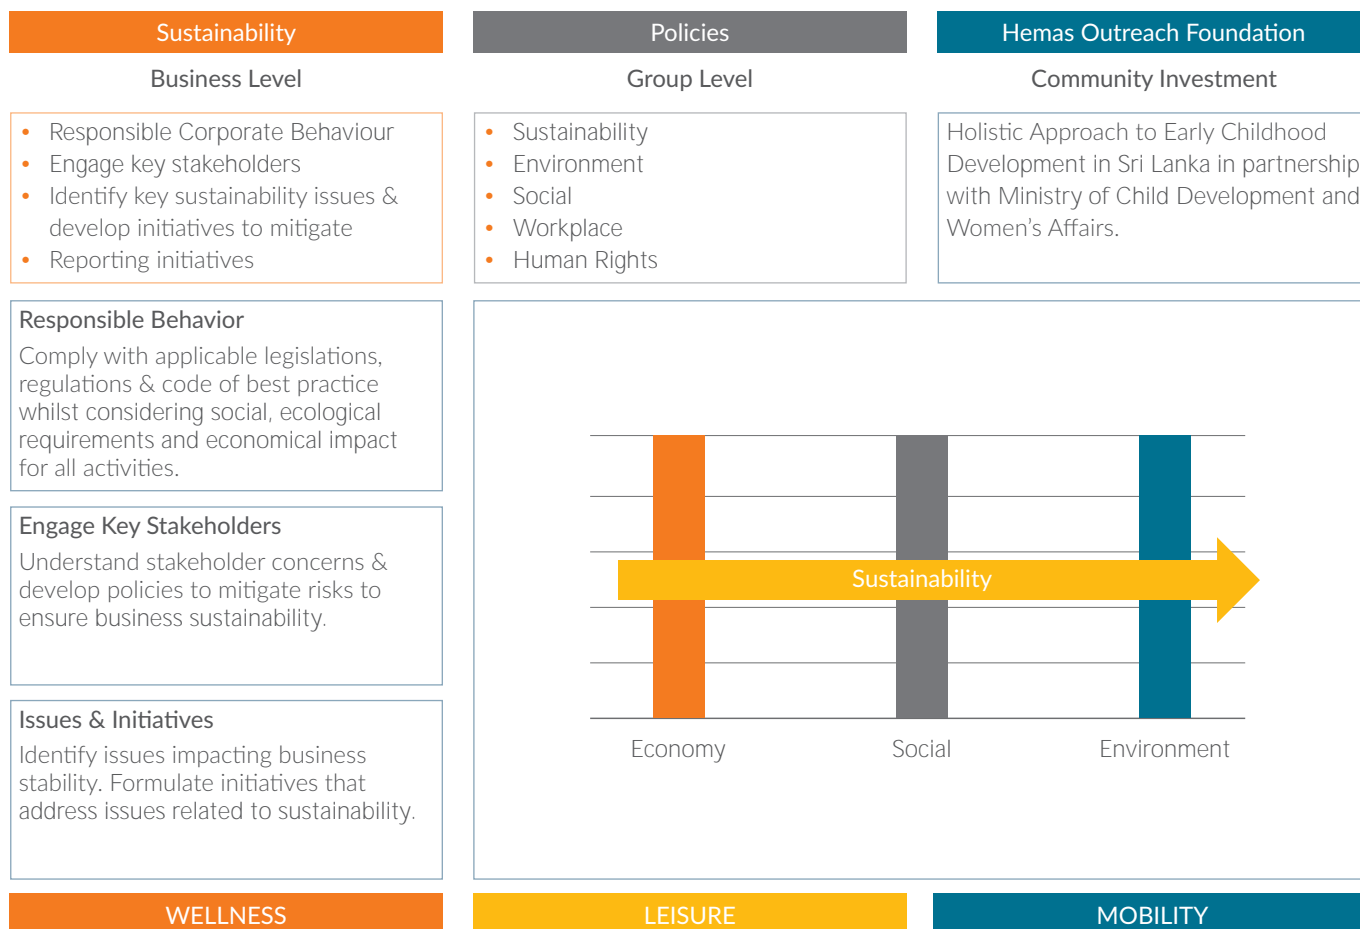 Sustainability
Policies
Hemas Outreach Foundation
Business Level
Group Level
Community Investment
• Responsible Corporate Behaviour
• Engage key stakeholders
• Identify key sustainability issues &
develop initiatives to mitigate
• Reporting initiatives
• Sustainability
• Environment
• Social
• Workplace
• Human Rights
Holistic Approach to Early Childhood
Development in Sri Lanka in partnership
with Ministry of Child Development and
Women’s Affairs.
Responsible Behavior
Comply with applicable legislations,
regulations & code of best practice
whilst considering social, ecological
requirements and economical impact
for all activities.
Engage Key Stakeholders
Understand stakeholder concerns &
develop policies to mitigate risks to
ensure business sustainability.
Issues & Initiatives
Identify issues impacting business
stability. Formulate initiatives that
address issues related to sustainability.
Sustainability
Economy
Social
Environment
WELLNESS
LEISURE
MOBILITY